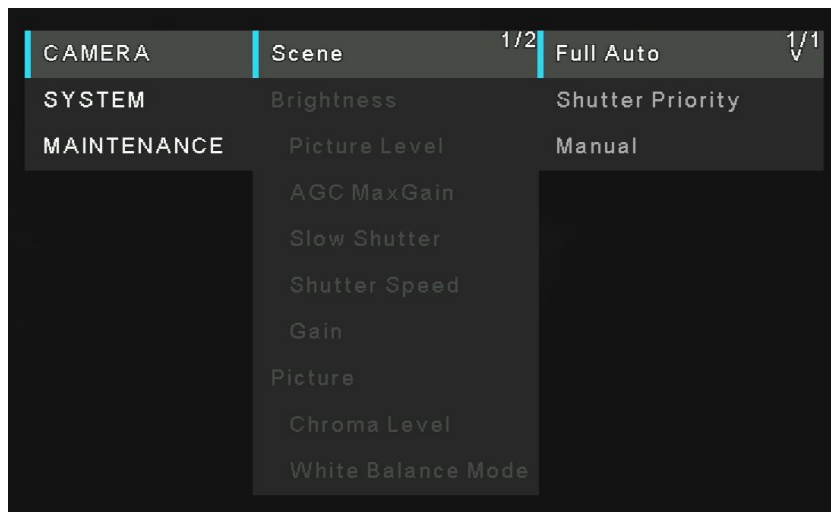 CAMERA
SYSTEM
MAINTENANCE
Scene 1/2
Brightness
Picture Level
AGC MaxGain
Slow Shutter
Shutter Speed
Gain
Picture
Chroma Level
White Balance Mode
Full Auto 1/1
Shutter Priority
Manual